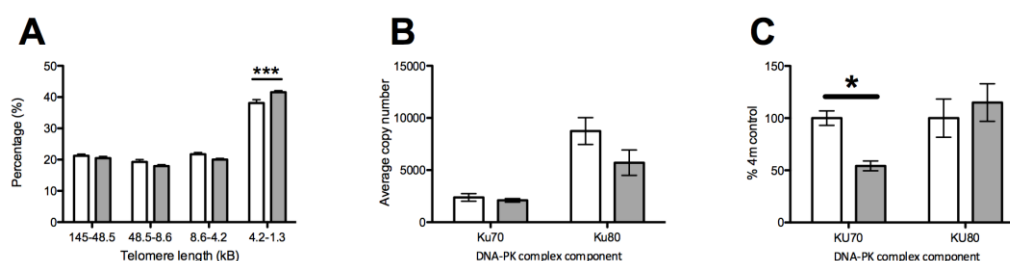 A
Percentage (%)
50
40
30
20
10
0
***
145-48.5 48.5-8.6 8.6-4.2 4.2-1.3
Telomere length (kB)
B
Average copy number
15000
10000
5000
0
Ku70 Ku80
DNA-PK complex component
C
% 4m control
150
100
50
0
*
KU70 KU80
DNA-PK complex component